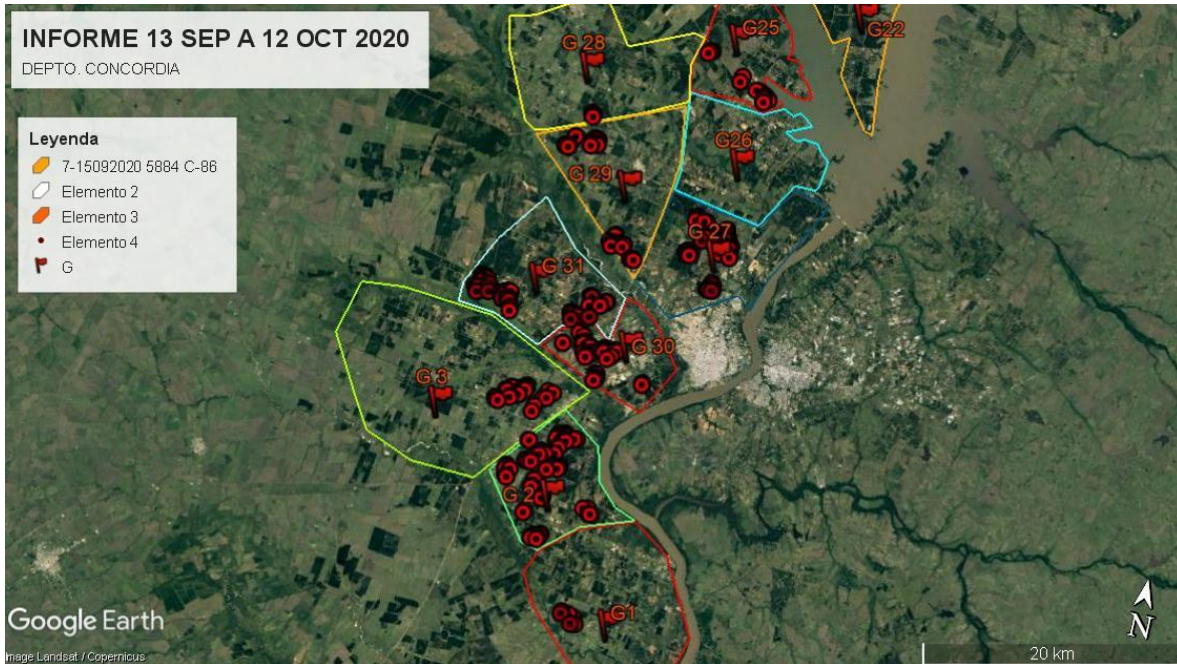 INFORME 13 SEP A 12 OCT 2020
DEPTO. CONCORDIA
Leyenda
7-15092020 5884 C-86
Elemento 2
Elemento 3
Elemento 4
G
G 28
G25
G22
G 29
G26
G 27
G 31
G 30
G 3
G 2
G1
Google Earth
Image Landsat / Copernicus
N
20 km